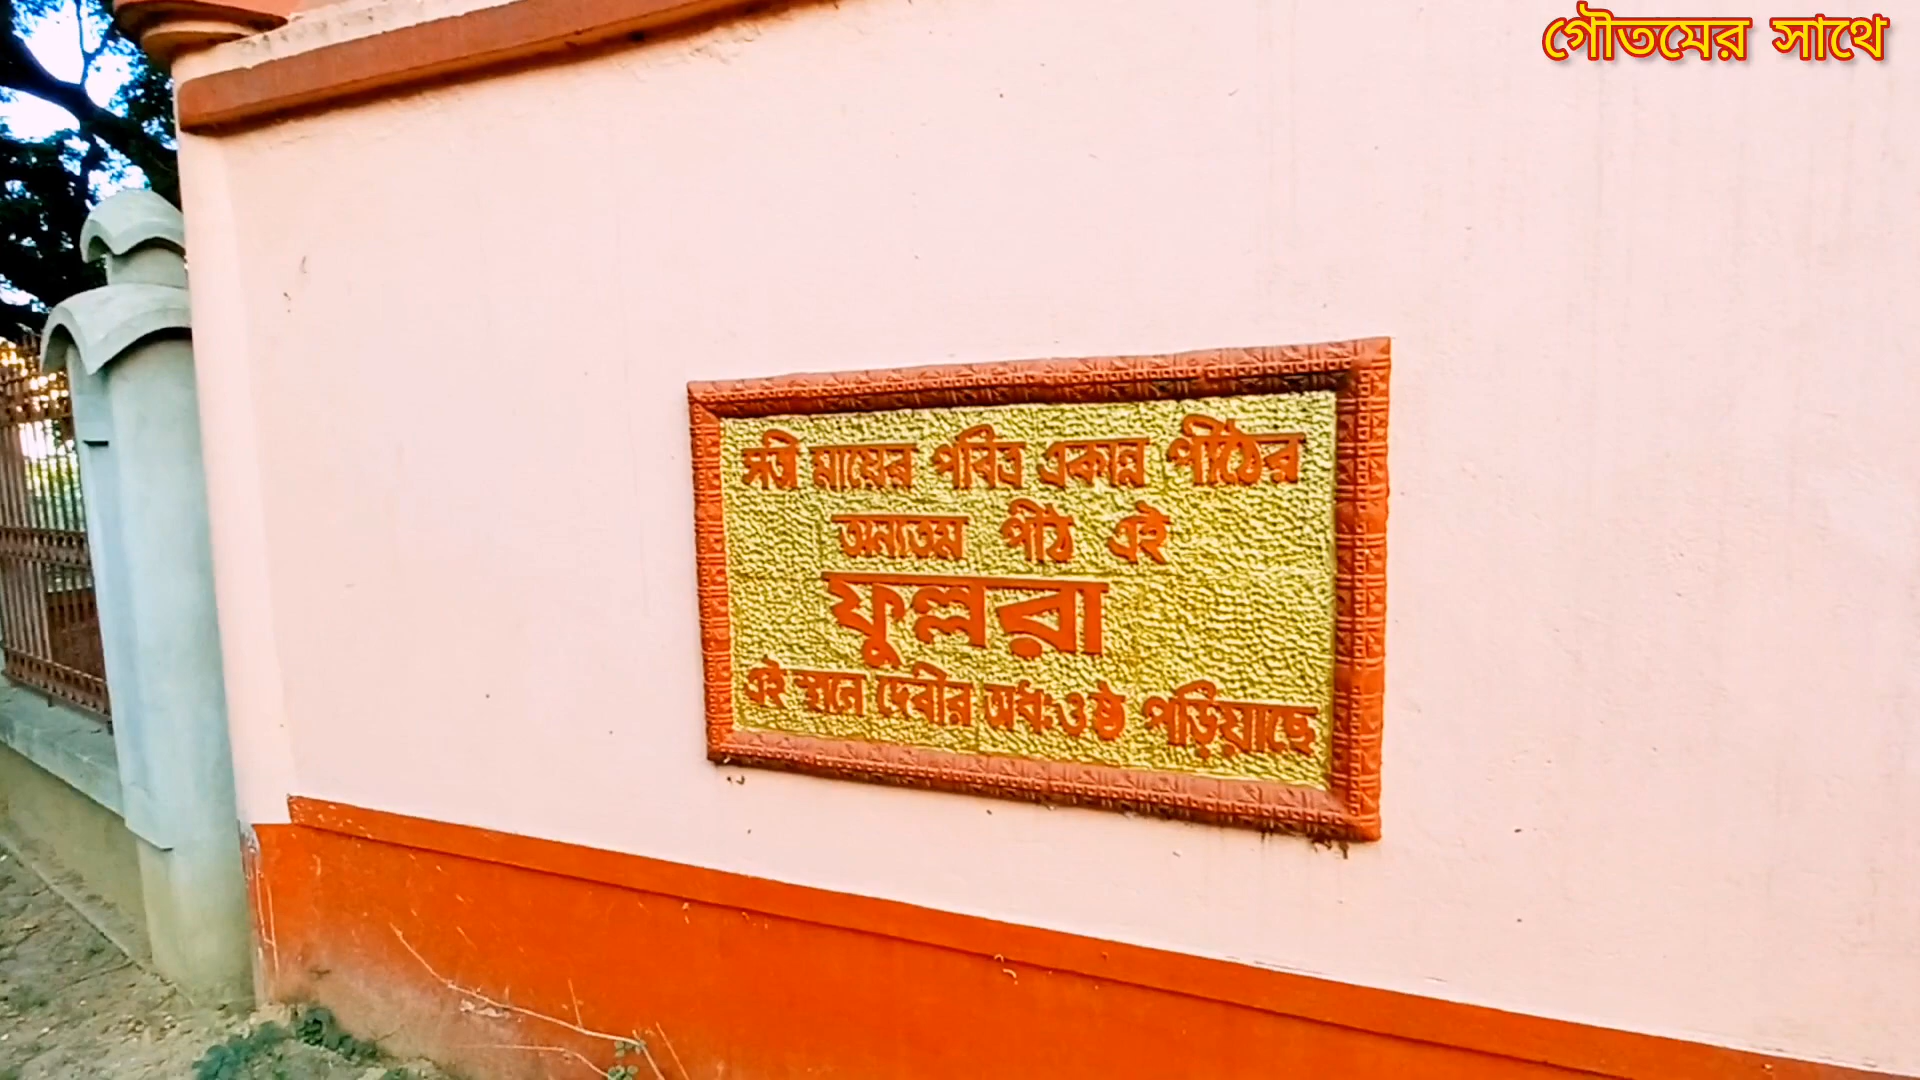 গৌতমের সাথে
সতী মায়ের পবিত্র একান্ন পীঠের
অন্যতম পীঠ এই
ফুল্লরা
এই স্থানে দেবীর অধঃওষ্ঠ পড়িয়াছে